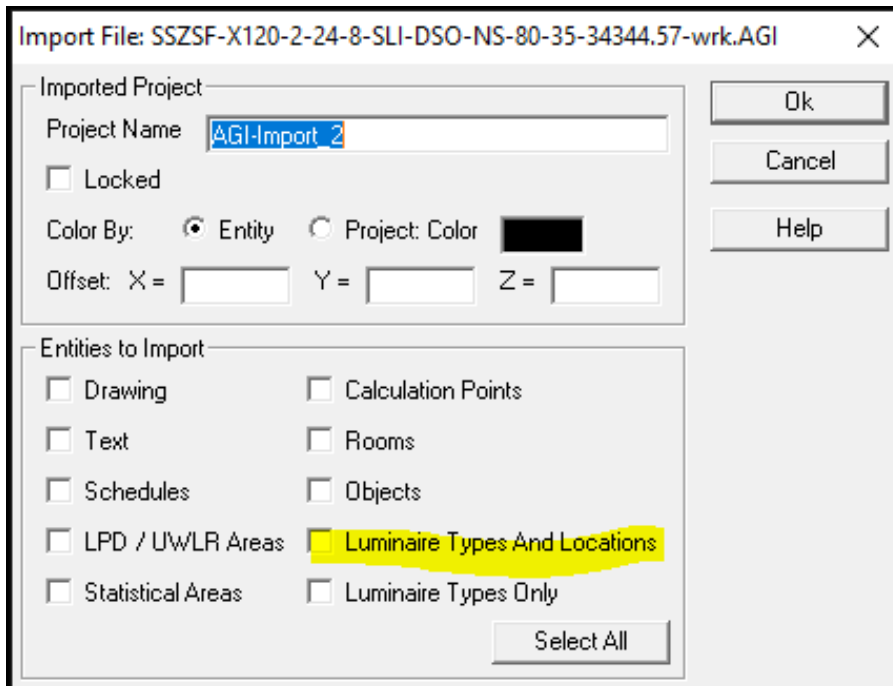 Import File: SSZSF-X120-2-24-8-SLI-DSO-NS-80-35-34344.57-wrk.AGI
Imported Project
Project Name AGI-Import_2
Locked
Color By: Entity Project: Color
Offset: X = Y = Z =
Ok
Cancel
Help
Entities to Import
Drawing Calculation Points
Text Rooms
Schedules Objects
LPD / UWLR Areas Luminaire Types And Locations
Statistical Areas Luminaire Types Only
Select All